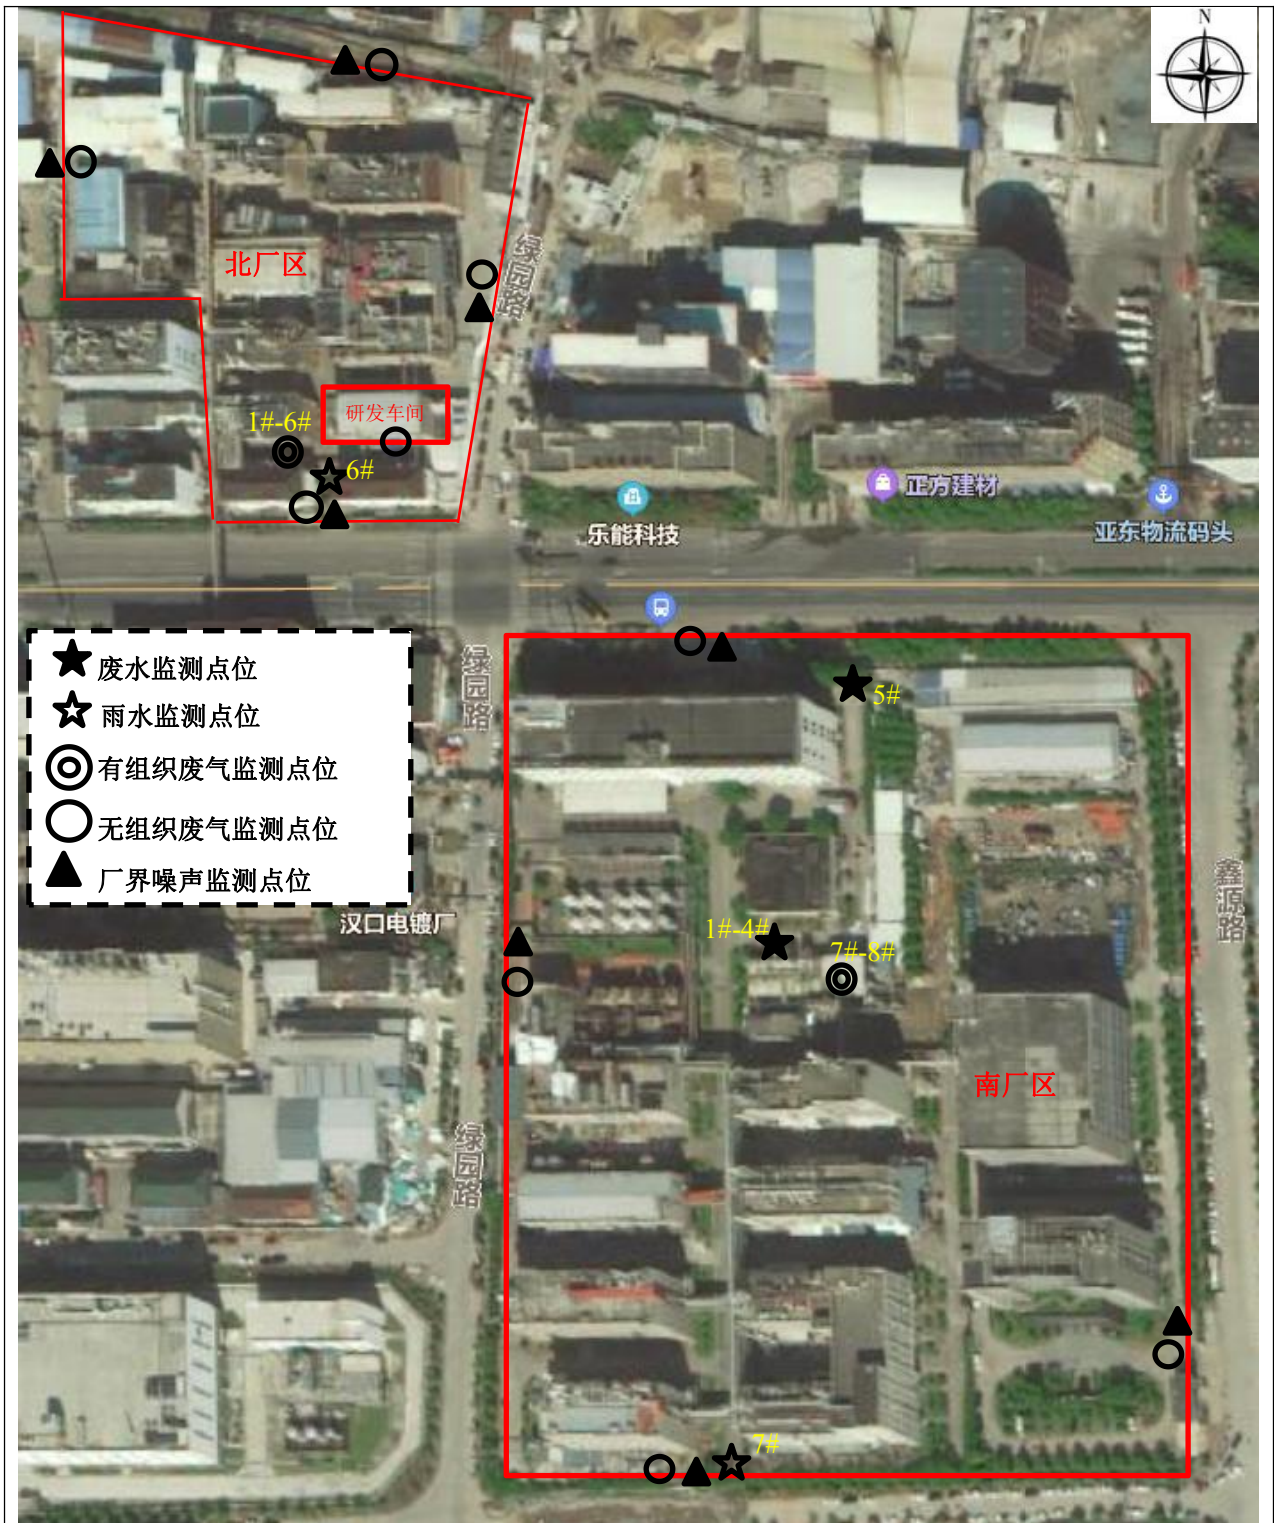 N
北厂区
绿园路
1#-6#
研发车间
6#
正方建材
乐能科技
亚东物流码头
废水监测点位
雨水监测点位
有组织废气监测点位
无组织废气监测点位
厂界噪声监测点位
绿园路
5#
汉口电镀厂
鑫源路
1#-4#
7#-8#
南厂区
绿园路
7#